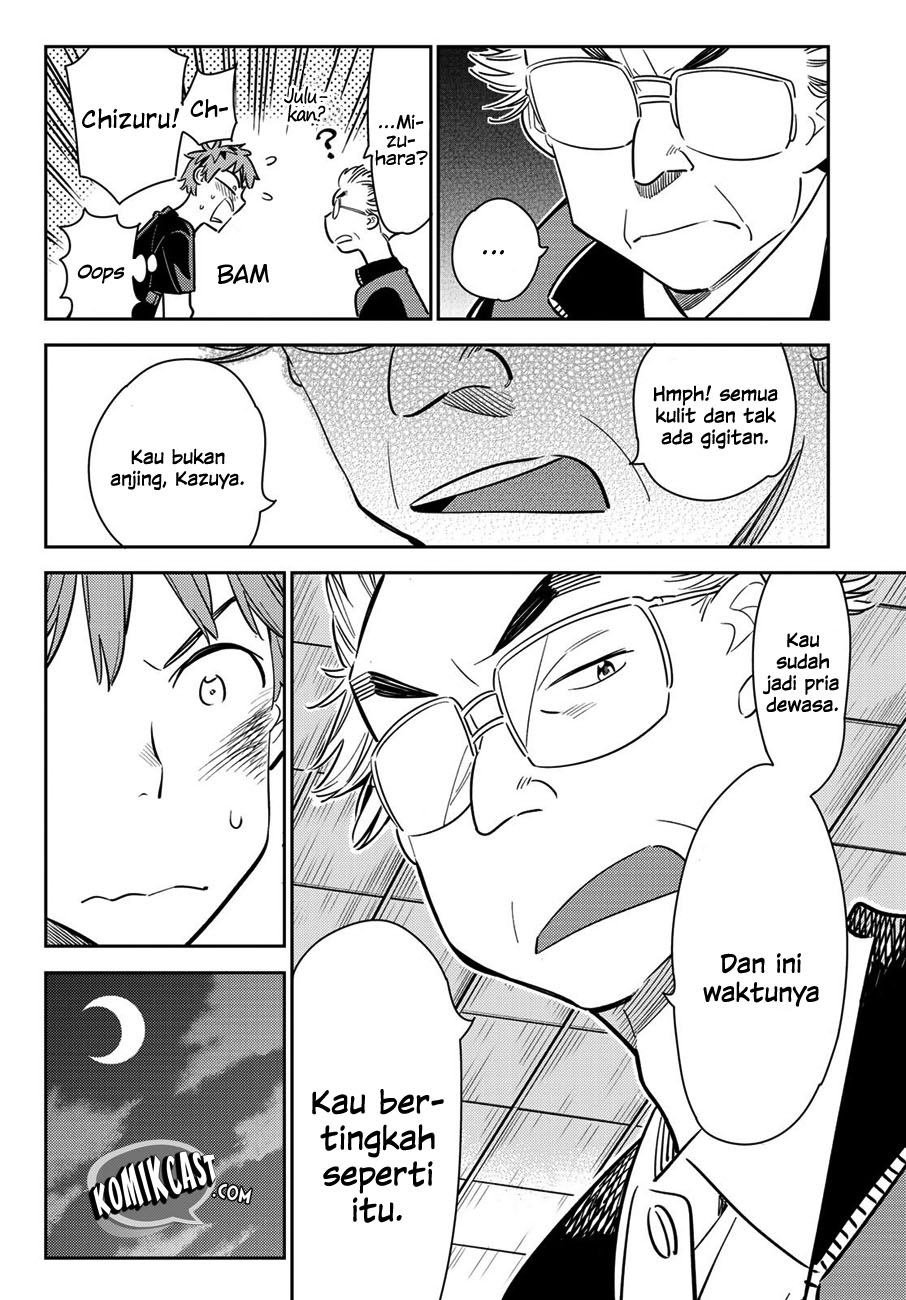 ...Mi-
zu-
hara?
Julu-
kan?
?
Ch-
Chizuru!
Oops
BAM
...
Hmph! semua
kulit dan tak
ada gigitan.
Kau bukan
anjing, Kazuya.
Kau
sudah
jadi pria
dewasa.
Dan ini
waktunya
Kau ber-
tingkah
seperti
itu.
KOMIKCAST
.COM